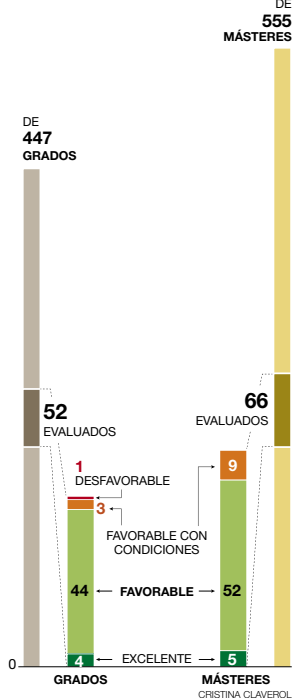 DE
555
MÁSTERES
DE
447
GRADOS
52
EVALUADOS
66
EVALUADOS
1
DESFAVORABLE
3
9
FAVORABLE CON
CONDICIONES
44 FAVORABLE 52
4 EXCELENTE 5
0
GRADOS MÁSTERES
CRISTINA CLAVEROL